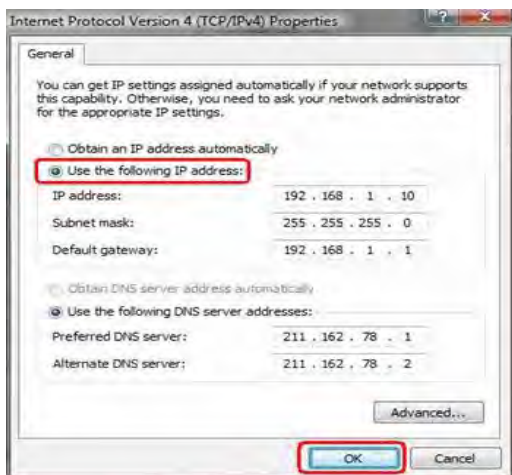 Internet Protocol Version 4 (TCP/IPv4) Properties
General
You can get IP settings assigned automatically if your network supports
this capability. Otherwise, you need to ask your network administrator
for the appropriate IP settings.
Obtain an IP address automatically
Use the following IP address:
IP address: 192 . 168 . 1 . 10
Subnet mask: 255 . 255 . 255 . 0
Default gateway: 192 . 168 . 1 . 1
Obtain DNS server address automatically
Use the following DNS server addresses:
Preferred DNS server: 211 . 162 . 78 . 1
Alternate DNS server: 211 . 162 . 78 . 2
Advanced...
OK Cancel